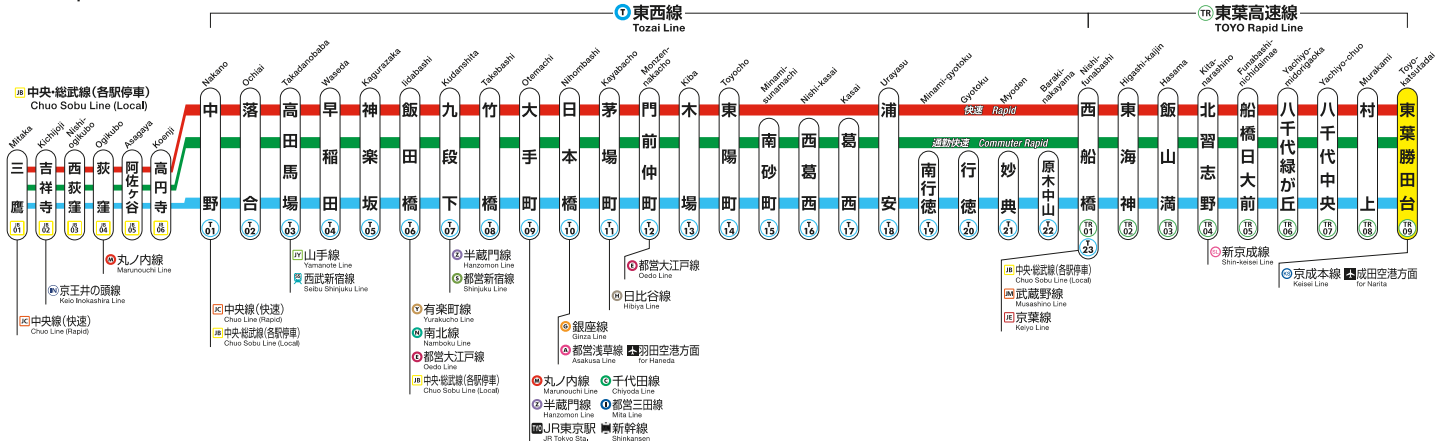 T 東西線
Tozai Line
TR 東葉高速線
TOYO Rapid Line
JB 中央・総武線(各駅停車)
Chuo Sobu Line (Local)
Mitaka
三鷹
JB 01
Kichijoji
吉祥寺
JB 02
Nishi-ogikubo
西荻窪
JB 03
Ogikubo
荻窪
JB 04
Asagaya
阿佐ヶ谷
JB 05
Koenji
高円寺
JB 06
Nakano
中野
T 01
Ochiai
落合
T 02
Takadanobaba
高田馬場
T 03
Waseda
早稲田
T 04
Kagurazaka
神楽坂
T 05
Iidabashi
飯田橋
T 06
Kudanshita
九段下
T 07
Takebashi
竹橋
T 08
Otemachi
大手町
T 09
Nihombashi
日本橋
T 10
Kayabacho
茅場町
T 11
Monzen-nakacho
門前仲町
T 12
Kiba
木場
T 13
Toyocho
東陽町
T 14
Minami-sunamachi
南砂町
T 15
Nishi-kasai
西葛西
T 16
Kasai
葛西
T 17
Urayasu
浦安
T 18
Minami-gyotoku
南行徳
T 19
Gyotoku
行徳
T 20
Myoden
妙典
T 21
Baraki-nakayama
原木中山
T 22
Nishi-funabashi
西船橋
TR 01
T 23
Higashi-kaijin
東海神
TR 02
Hasama
飯山満
TR 03
Kita-narashino
北習志野
TR 04
Funabashi-nichidaimae
船橋日大前
TR 05
Yachiyo-midorigaoka
八千代緑が丘
TR 06
Yachiyo-chuo
八千代中央
TR 07
Murakami
村上
TR 08
Toyo-katsutadai
東葉勝田台
TR 09
快速 Rapid
通勤快速 Commuter Rapid
JC 中央線(快速)
Chuo Line (Rapid)
IN 京王井の頭線
Keio Inokashira Line
M 丸ノ内線
Marunouchi Line
JC 中央線(快速)
Chuo Line (Rapid)
JB 中央・総武線(各駅停車)
Chuo Sobu Line (Local)
JY 山手線
Yamanote Line
西武新宿線
Seibu Shinjuku Line
Y 有楽町線
Yurakucho Line
N 南北線
Namboku Line
E 都営大江戸線
Oedo Line
JB 中央・総武線(各駅停車)
Chuo Sobu Line (Local)
Z 半蔵門線
Hanzomon Line
S 都営新宿線
Shinjuku Line
M 丸ノ内線
Marunouchi Line
C 千代田線
Chiyoda Line
Z 半蔵門線
Hanzomon Line
I 都営三田線
Mita Line
TYO JR東京駅
JR Tokyo Sta.
新幹線
Shinkansen
G 銀座線
Ginza Line
A 都営浅草線
Asakusa Line
羽田空港方面
for Haneda
H 日比谷線
Hibiya Line
E 都営大江戸線
Oedo Line
JB 中央・総武線(各駅停車)
Chuo Sobu Line (Local)
JM 武蔵野線
Musashino Line
JE 京葉線
Keiyo Line
SL 新京成線
Shin-keisei Line
KS 京成本線
Keisei Line
成田空港方面
for Narita